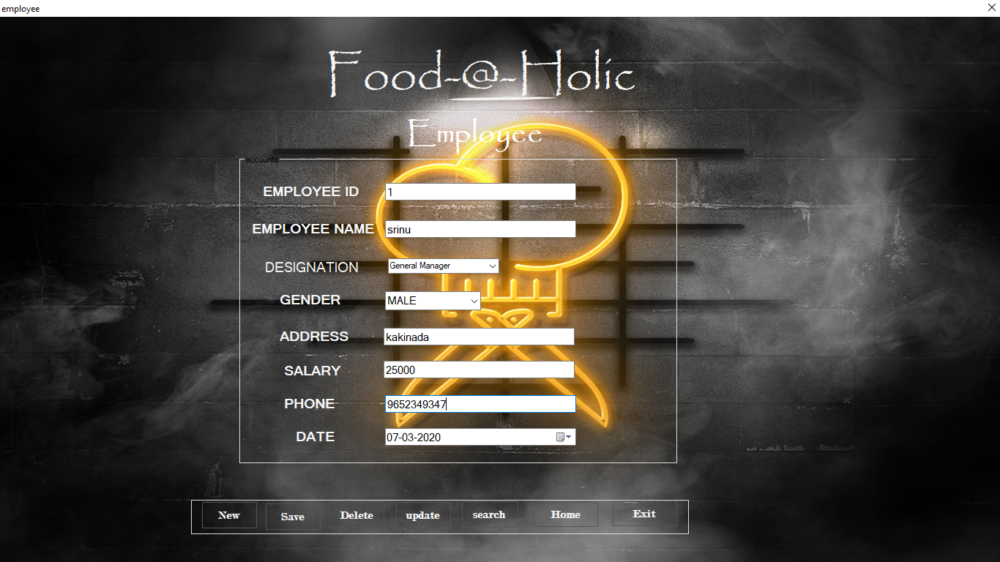 employee
Food-@-Holic
Employee
accounts
EMPLOYEE ID 1
EMPLOYEE NAME srinu
DESIGNATION General Manager
GENDER MALE
ADDRESS kakinada
SALARY 25000
PHONE 9652349347
DATE 07-03-2020
New Save Delete update search Home Exit